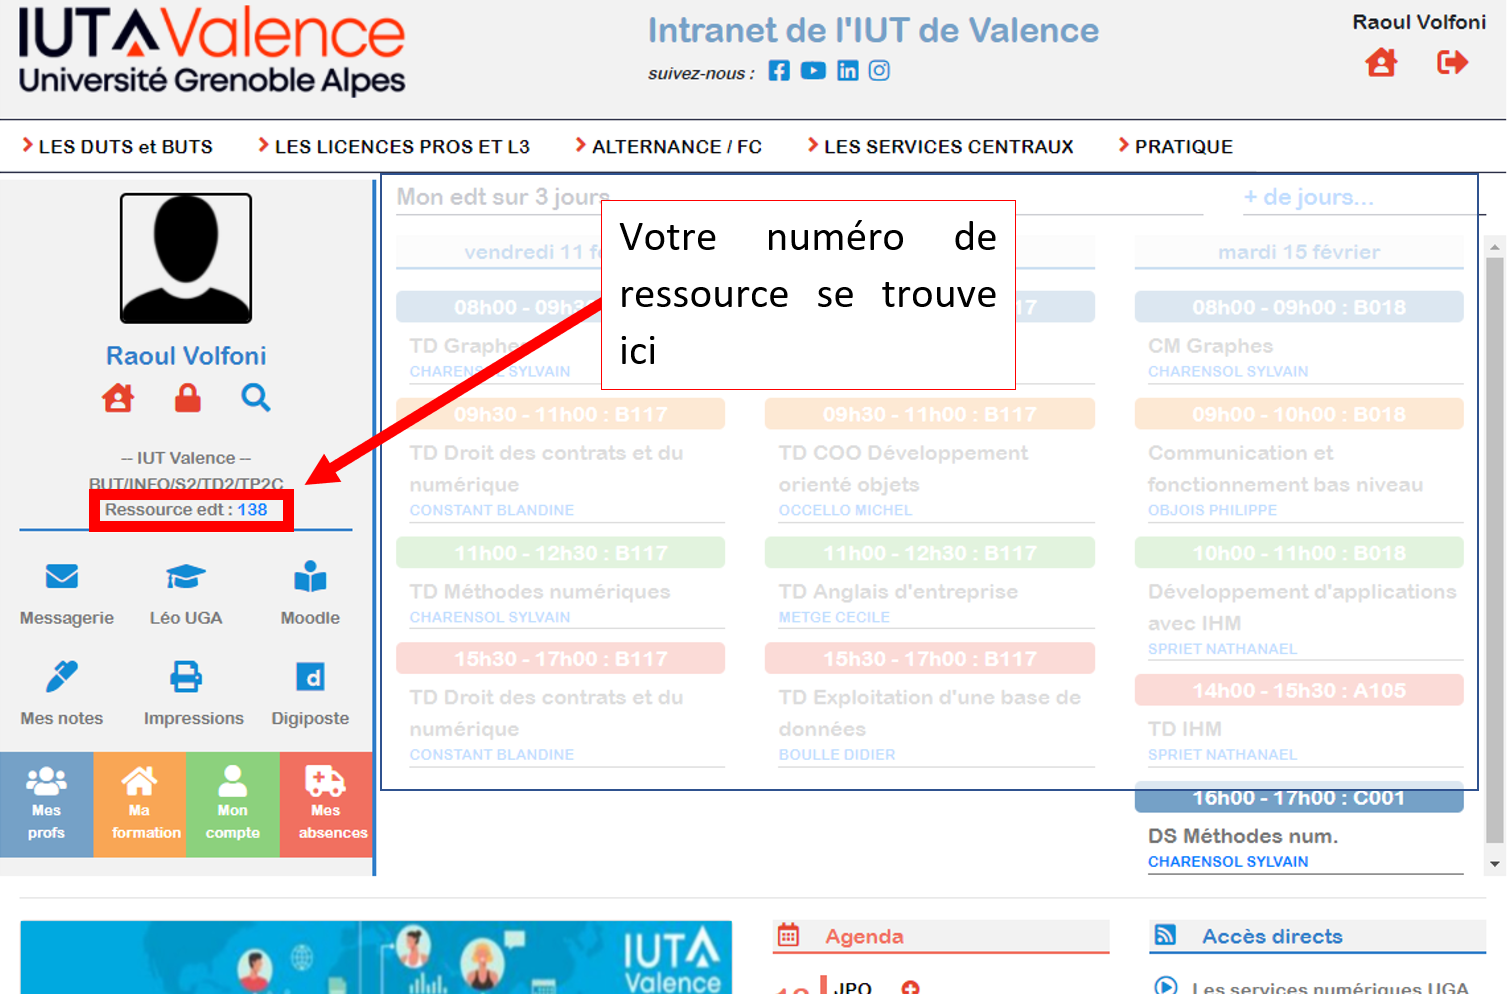 IUT Valence
Université Grenoble Alpes
Intranet de l'IUT de Valence
suivez-nous :
Raoul Volfoni
LES DUTS et BUTS
LES LICENCES PROS ET L3
ALTERNANCE / FC
LES SERVICES CENTRAUX
PRATIQUE
Raoul Volfoni
-- IUT Valence --
BUT/INFO/S2/TD2/TP2C
Ressource edt : 138
Messagerie
Léo UGA
Moodle
Mes notes
Impressions
Digiposte
Mes
profs
Ma
formation
Mon
compte
Mes
absences
Mon edt sur 3 jours
+ de jours...
Votre numéro de
ressource se trouve
ici
vendredi 11
08h00 - 09h
TD Graphe
CHARENSOL SYLVAIN
09h30 - 11h00 : B117
TD Droit des contrats et du
numérique
CONSTANT BLANDINE
11h00 - 12h30 : B117
TD Méthodes numériques
CHARENSOL SYLVAIN
15h30 - 17h00 : B117
TD Droit des contrats et du
numérique
CONSTANT BLANDINE
17
09h30 - 11h00 : B117
TD COO Développement
orienté objets
OCCELLO MICHEL
11h00 - 12h30 : B117
TD Anglais d'entreprise
METGE CECILE
15h30 - 17h00 : B117
TD Exploitation d'une base de
données
BOULLE DIDIER
mardi 15 février
08h00 - 09h00 : B018
CM Graphes
CHARENSOL SYLVAIN
09h00 - 10h00 : B018
Communication et
fonctionnement bas niveau
OBJOIS PHILIPPE
10h00 - 11h00 : B018
Développement d'applications
avec IHM
SPRIET NATHANAEL
14h00 - 15h30 : A105
TD IHM
SPRIET NATHANAEL
16h00 - 17h00 : C001
DS Méthodes num.
CHARENSOL SYLVAIN
IUT
Valence
Agenda
JPO
Accès directs
Les services numériques UGA